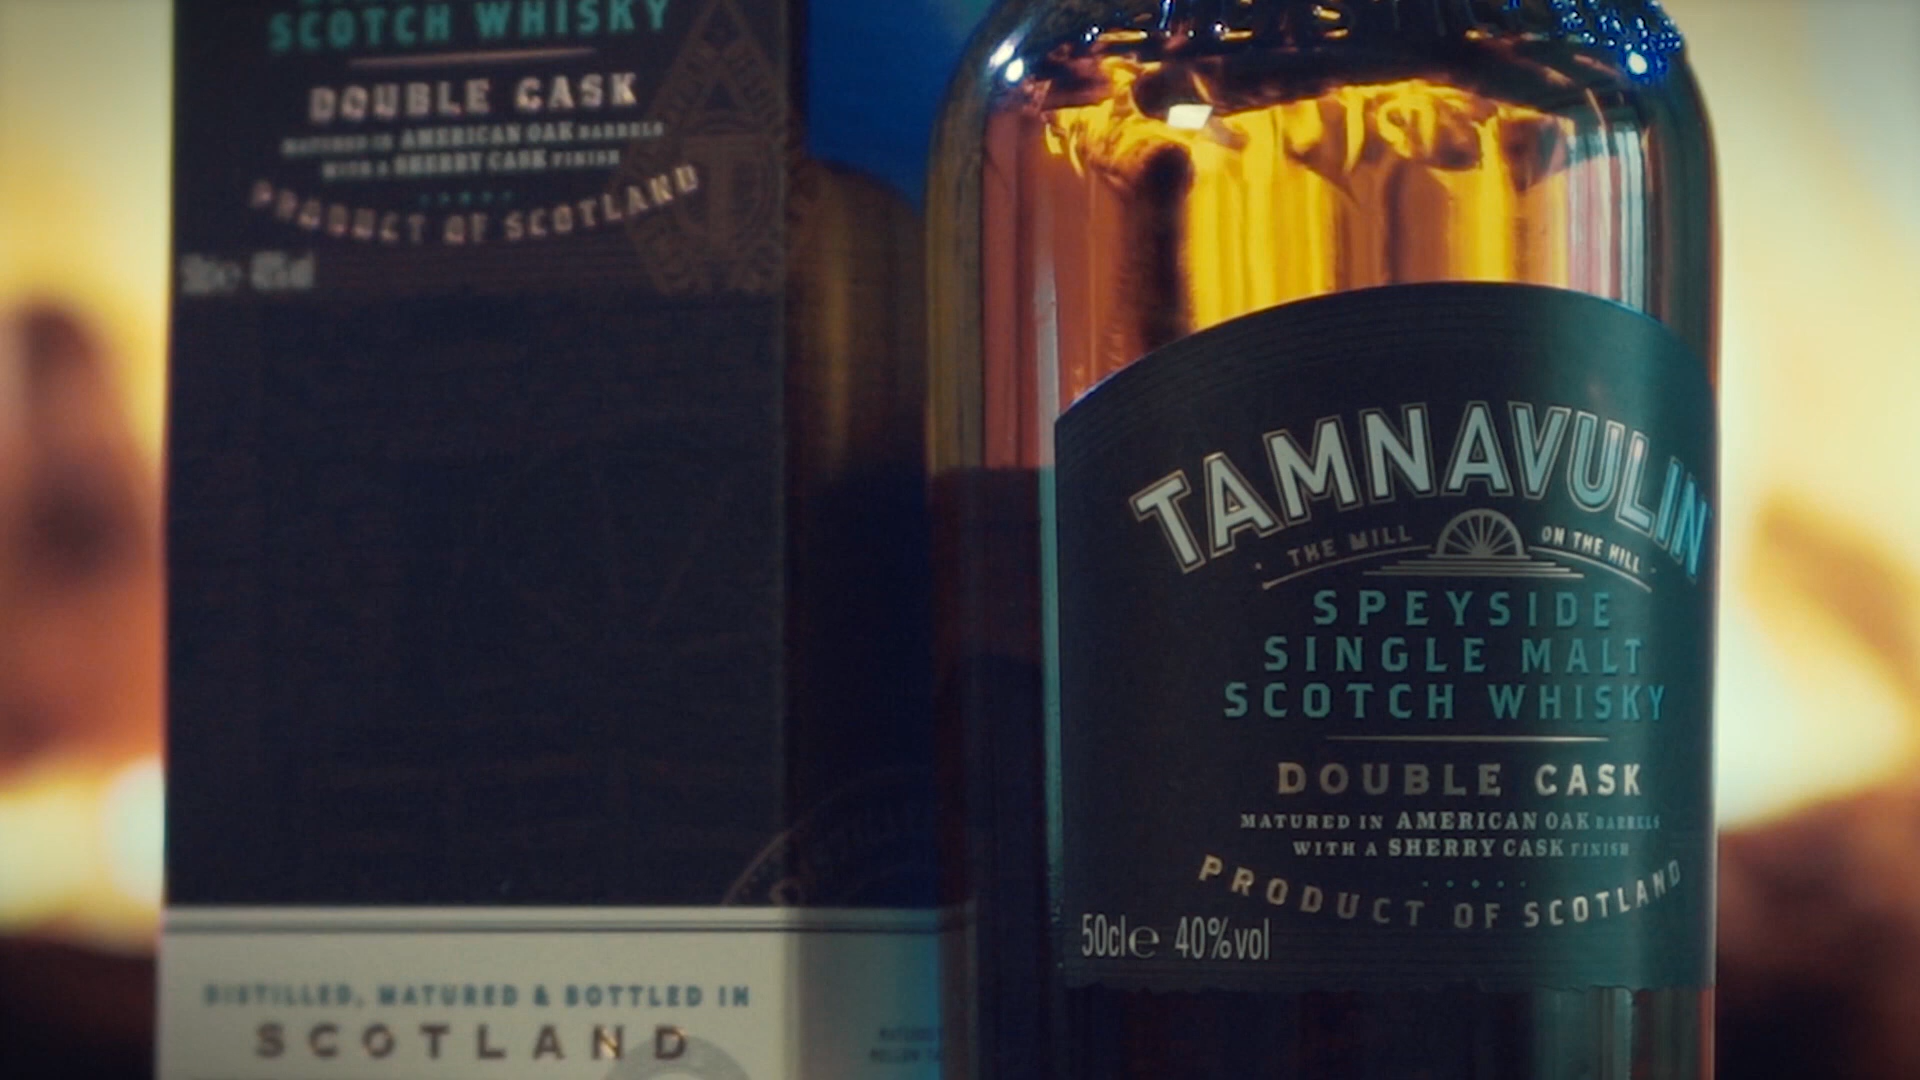 SCOTCH WHISKY
DOUBLE CASK
MATURED IN AMERICAN OAK BARRELS
WITH A SHERRY CASK FINISH
PRODUCT OF SCOTLAND
DISTILLED, MATURED & BOTTLED IN
SCOTLAND
TAMNAVULIN
THE MILL ON THE HILL
SPEYSIDE
SINGLE MALT
SCOTCH WHISKY
DOUBLE CASK
MATURED IN AMERICAN OAK BARRELS
WITH A SHERRY CASK FINISH
PRODUCT OF SCOTLAND
50cl℮ 40%vol